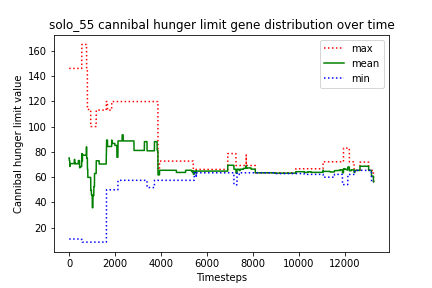 solo_55 cannibal hunger limit gene distribution over time
max
mean
min
Cannibal hunger limit value
160
140
120
100
80
60
40
20
0 2000 4000 6000 8000 10000 12000
Timesteps